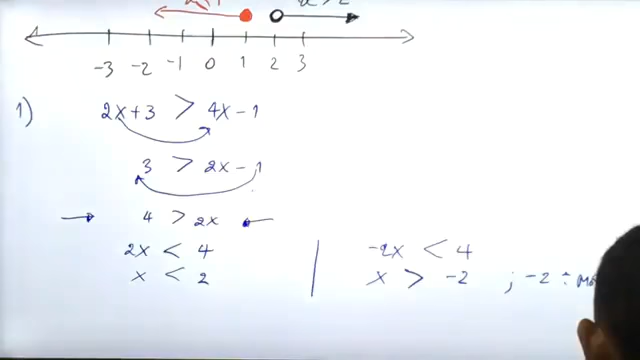 -3 -2 -1 0 1 2 3
1) 2x + 3 > 4x - 1
3 > 2x - 1
4 > 2x
2x < 4
x < 2
-2x < 4
x > -2 ; -2 ÷